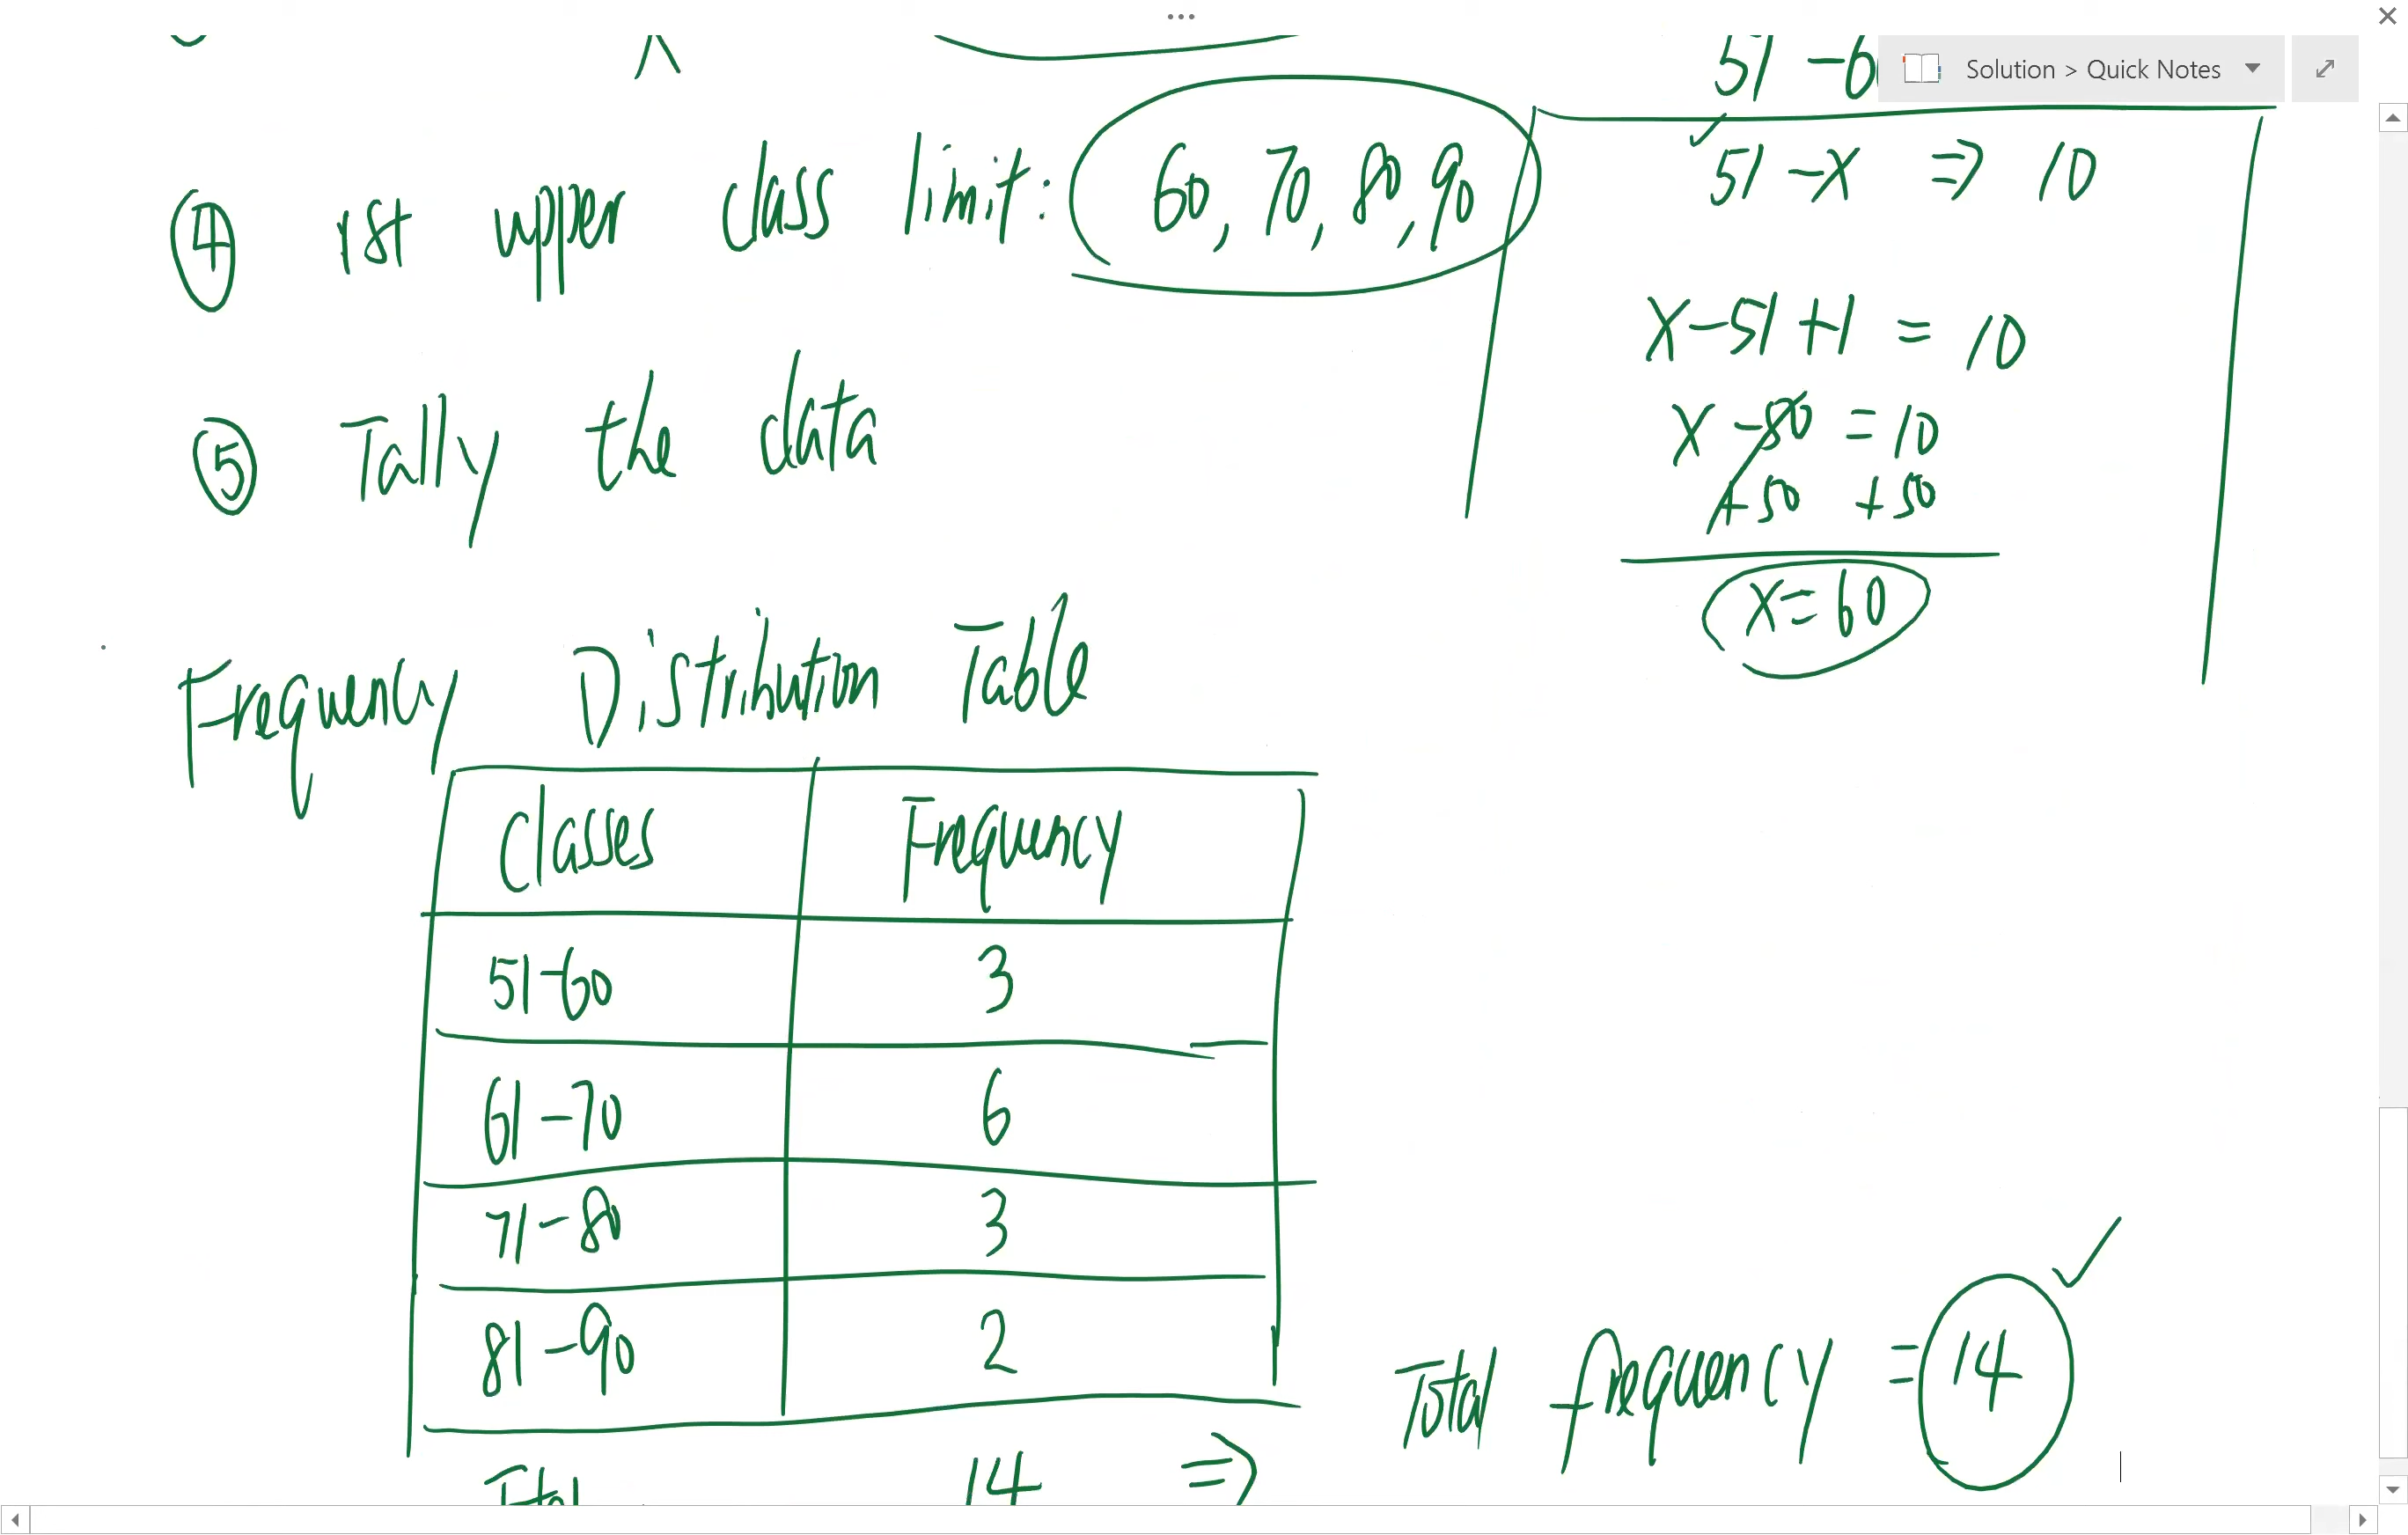 51 - 6
Solution > Quick Notes
④ 1st upper class limit: 60, 70, 80, 90
51 - x ⇒ 10
x - 51 + 1 = 10
⑤ Tally the data
x - 50 = 10
+ 50 + 50
x = 60
Frequency Distribution Table
Classes Frequency
51 - 60 3
61 - 70 6
71 - 80 3
81 - 90 2
Total frequency = 14
Total 14 ⇒